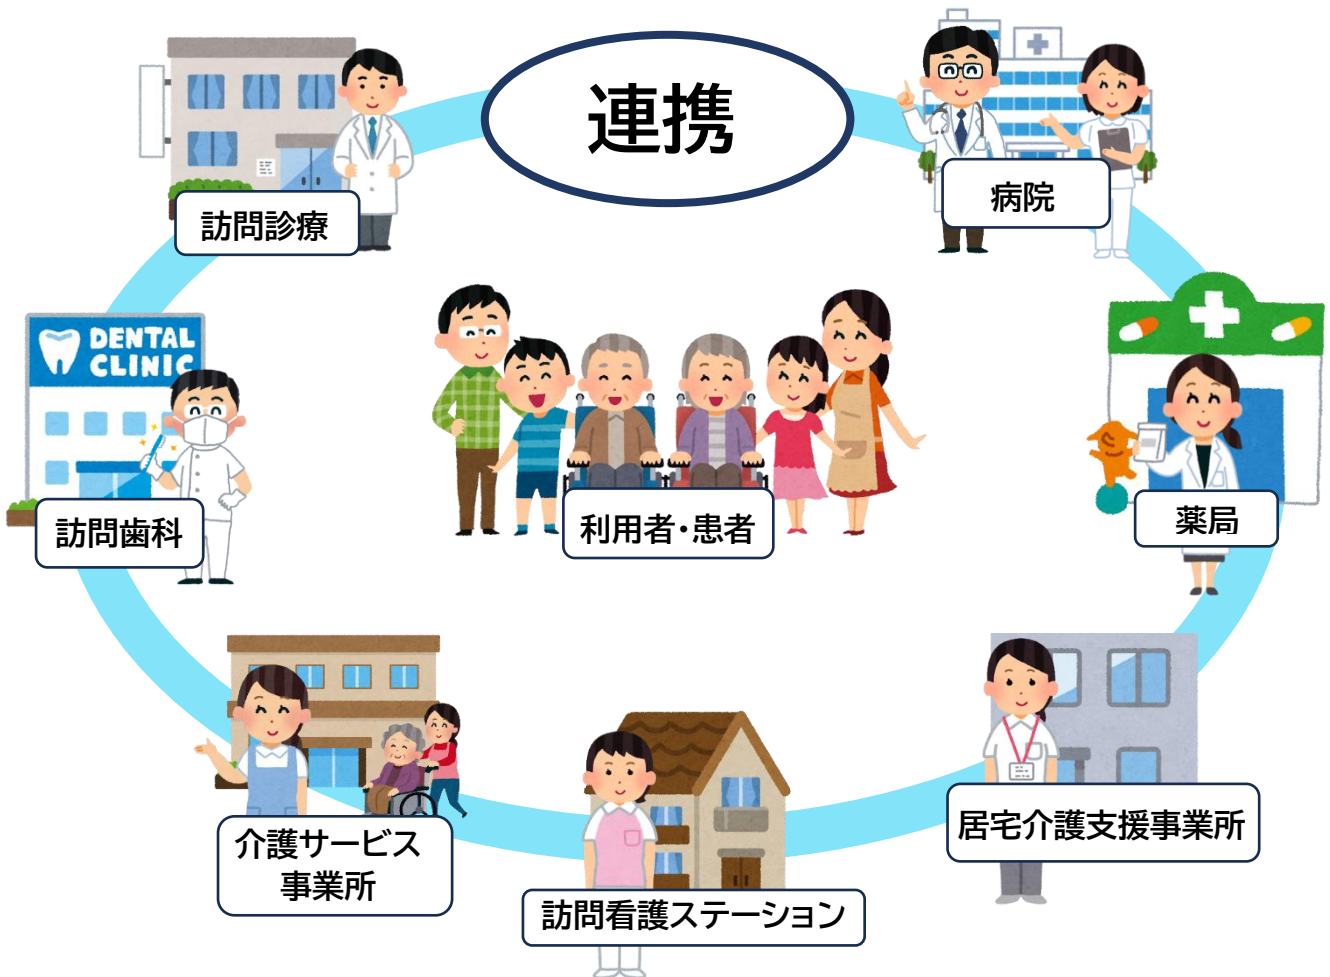 連携
訪問診療
病院
DENTAL
CLINIC
訪問歯科
利用者・患者
薬局
介護サービス
事業所
訪問看護ステーション
居宅介護支援事業所